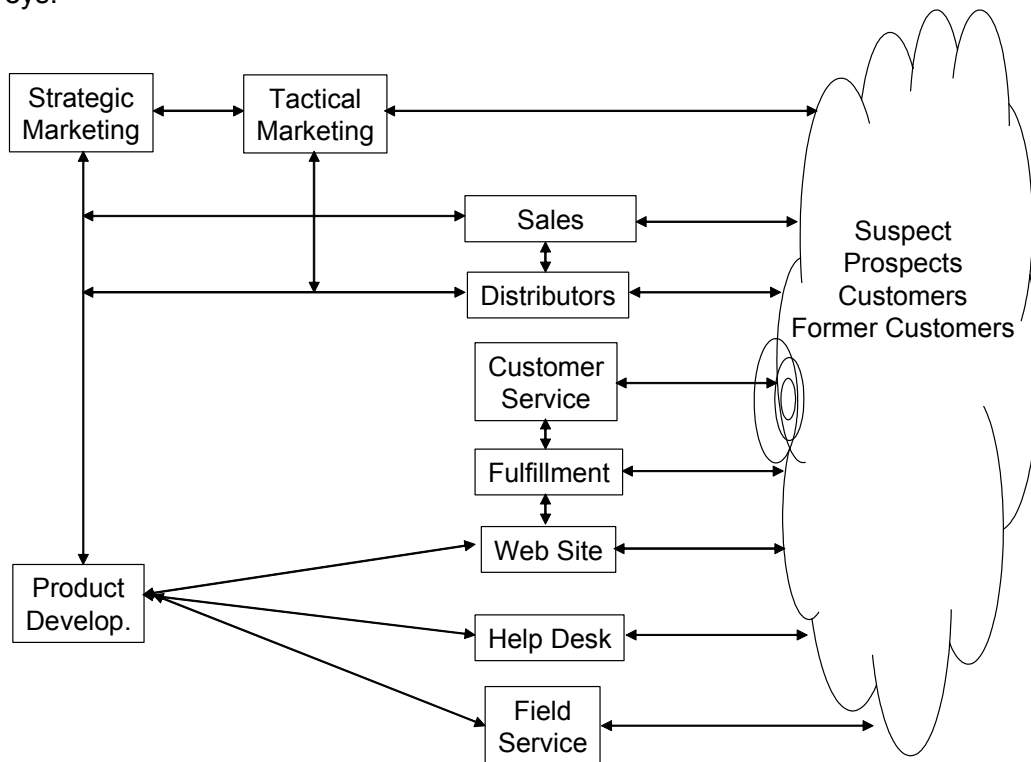 Strategic
Marketing
Tactical
Marketing
Sales
Distributors
Suspect
Prospects
Customers
Former Customers
Customer
Service
Fulfillment
Web Site
Product
Develop.
Help Desk
Field
Service